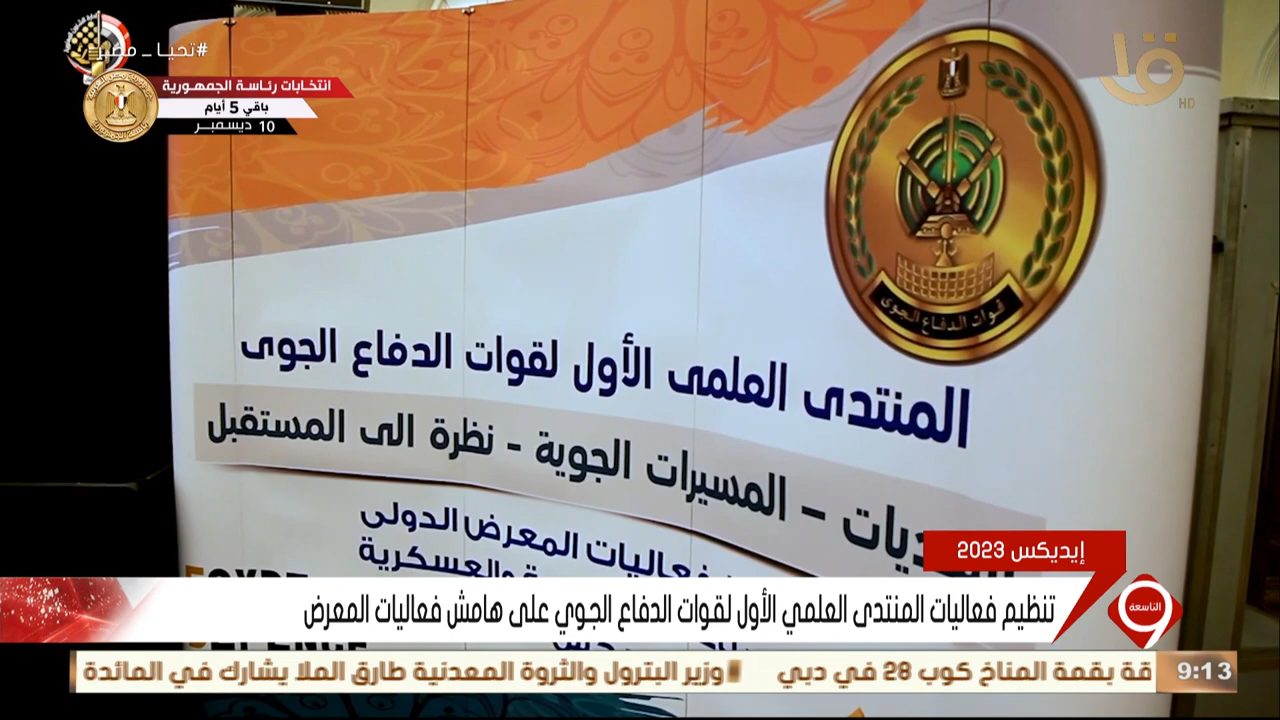 #تحيا _ مصر
انتخابات رئاسة الجمهورية
باقي 5 أيام
10 ديسمبر
HD
قوات الدفاع الجوى
المنتدى العلمى الأول لقوات الدفاع الجوى
– المسيرات الجوية - نظرة الى المستقبل
فعاليات المعرض الدولى
والعسكرية
إيديكس 2023
التاسعة
تنظيم فعاليات المنتدى العلمي الأول لقوات الدفاع الجوي على هامش فعاليات المعرض
9:13
قة بقمة المناخ كوب 28 في دبي
وزير البترول والثروة المعدنية طارق الملا يشارك في المائدة